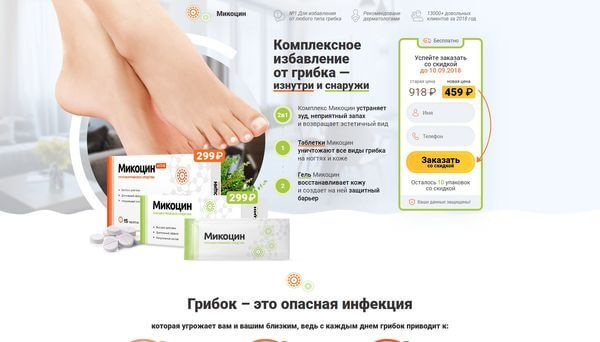 Микоцин
№1 Для избавления
от любого типа грибка
Рекомендовани
дерматологами
13000+ довольных
клиентов за 2018 год
Комплексное
избавление
от грибка —
изнутри и снаружи
2в1
Комплекс Микоцин устраняет
зуд, неприятный запах
и возвращает эстетичный вид
1
Таблетки Микоцин
уничтожают все виды грибка
на ногтях и коже
2
Гель Микоцин
восстанавливает кожу
и создает на ней защитный
барьер
Бесплатно
Успейте заказать
со скидкой
до 10.09.2018
старая цена
новая цена
918 ₽
459 ₽
Имя
Телефон
Заказать
со скидкой
Осталось 10 упаковок
со скидкой
Ваши данные защищены!
299 ₽
Микоцин
15
299 ₽
Микоцин
Микоцин
Грибок – это опасная инфекция
которая угрожает вам и вашим близким, ведь с каждым днем грибок приводит к: